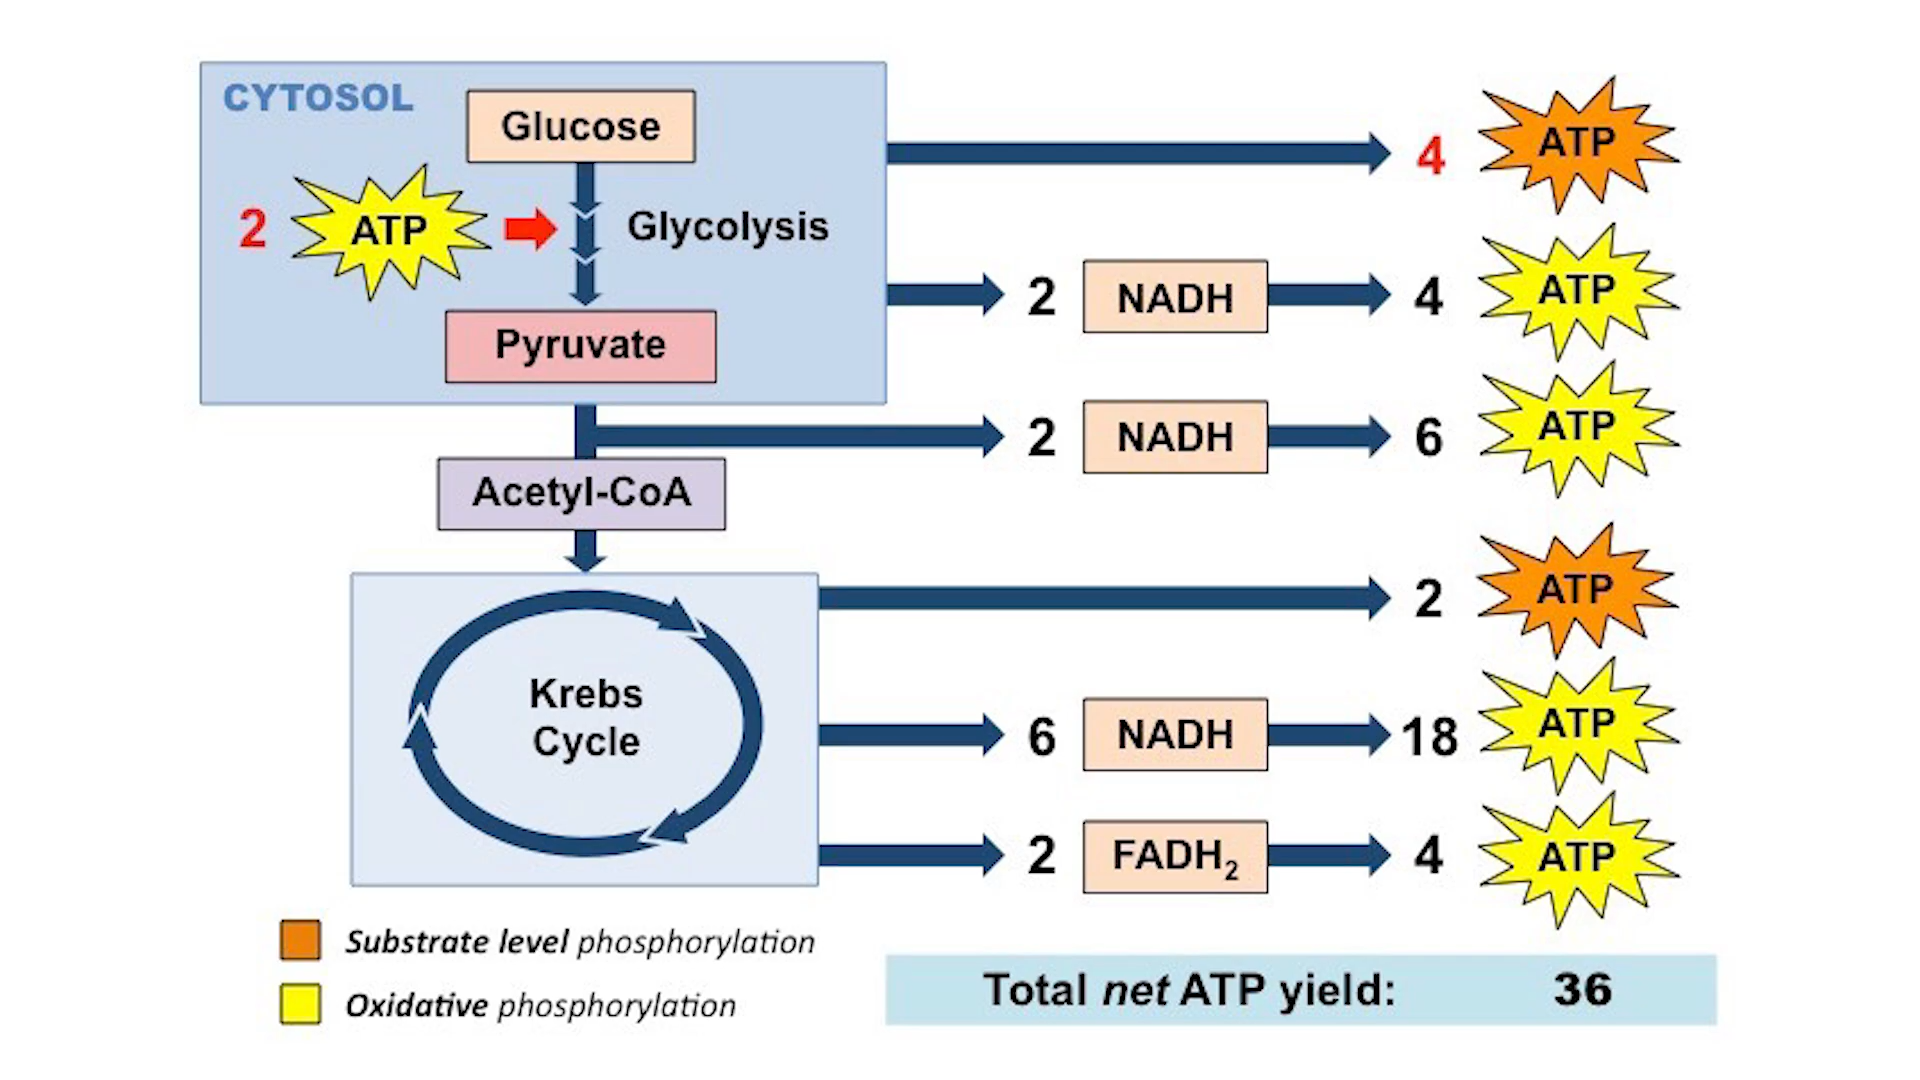 CYTOSOL
Glucose
4 ATP
2 ATP
Glycolysis
2 NADH 4 ATP
Pyruvate
2 NADH 6 ATP
Acetyl-CoA
2 ATP
Krebs
Cycle
6 NADH 18 ATP
2 FADH₂ 4 ATP
Substrate level phosphorylation
Oxidative phosphorylation
Total net ATP yield: 36